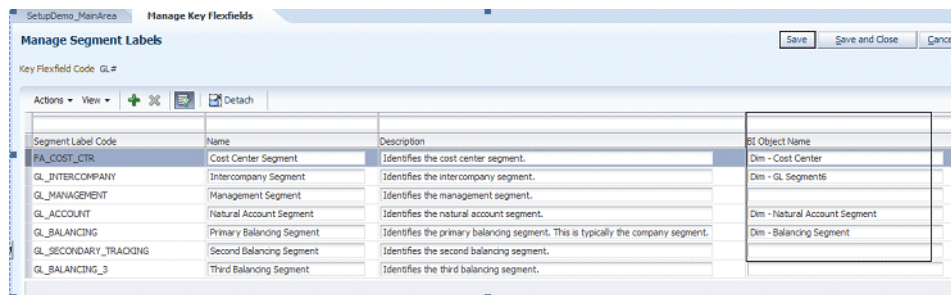 SetupDemo_MainArea Manage Key Flexfields
Manage Segment Labels Save Save and Close Cance
Key Flexfield Code GL#
Actions View Detach
Segment Label Code Name Description BI Object Name
FA_COST_CTR Cost Center Segment Identifies the cost center segment. Dim - Cost Center
GL_INTERCOMPANY Intercompany Segment Identifies the intercompany segment. Dim - GL Segment6
GL_MANAGEMENT Management Segment Identifies the management segment.
GL_ACCOUNT Natural Account Segment Identifies the natural account segment. Dim - Natural Account Segment
GL_BALANCING Primary Balancing Segment Identifies the primary balancing segment. This is typically the company segment. Dim - Balancing Segment
GL_SECONDARY_TRACKING Second Balancing Segment Identifies the second balancing segment.
GL_BALANCING_3 Third Balancing Segment Identifies the third balancing segment.